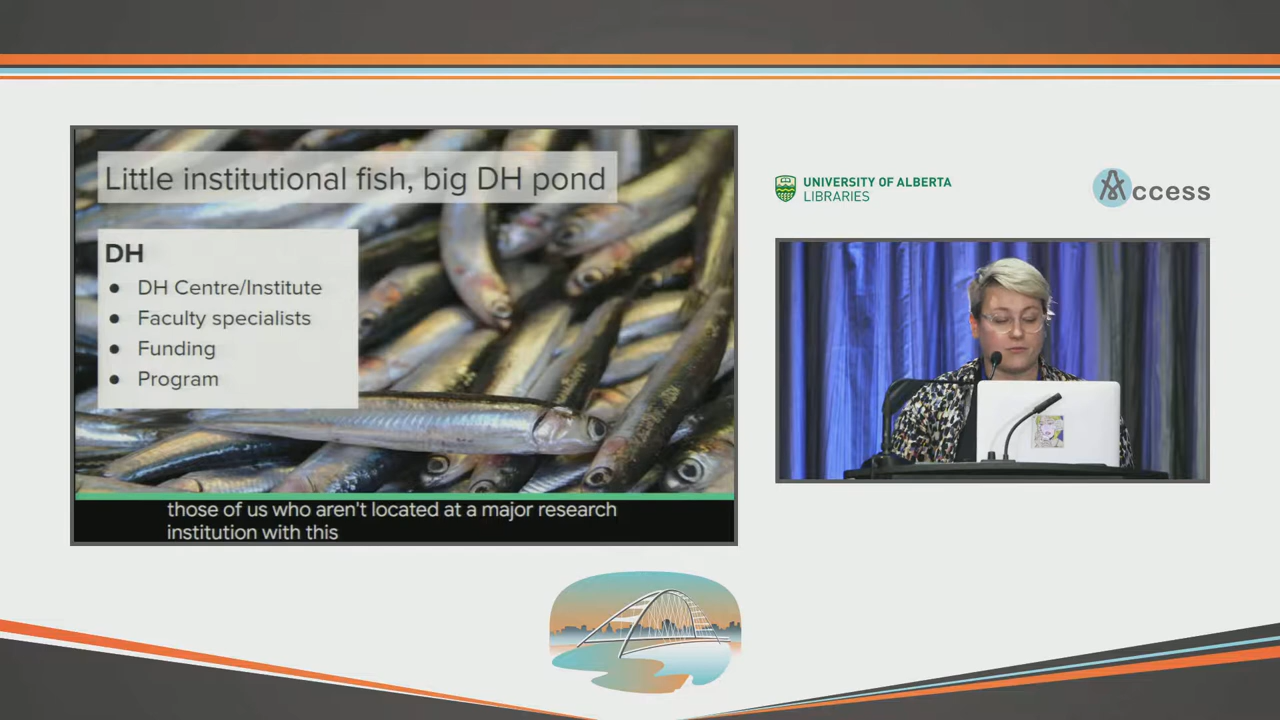 Little institutional fish, big DH pond
DH
● DH Centre/Institute
● Faculty specialists
● Funding
● Program
those of us who aren't located at a major research
institution with this
UNIVERSITY OF ALBERTA
LIBRARIES
Access